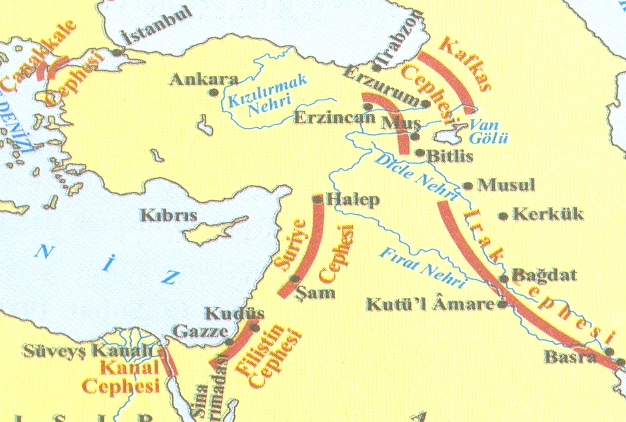 İstanbul
Çanakkale
Cephesi
DENİZİ
Ankara
Kızılırmak
Nehri
Trabzon
Kafkas
Cephesi
Erzurum
Erzincan
Muş
Van
Gölü
Bitlis
Dicle Nehri
Musul
Kerkük
Halep
Kıbrıs
Suriye
Cephesi
Irak Cephesi
Fırat Nehri
Bağdat
Şam
Kutü'l Âmare
N İ Z
Kudüs
Gazze
Filistin
Cephesi
Basra
Süveyş Kanalı
Kanal
Cephesi
Sina